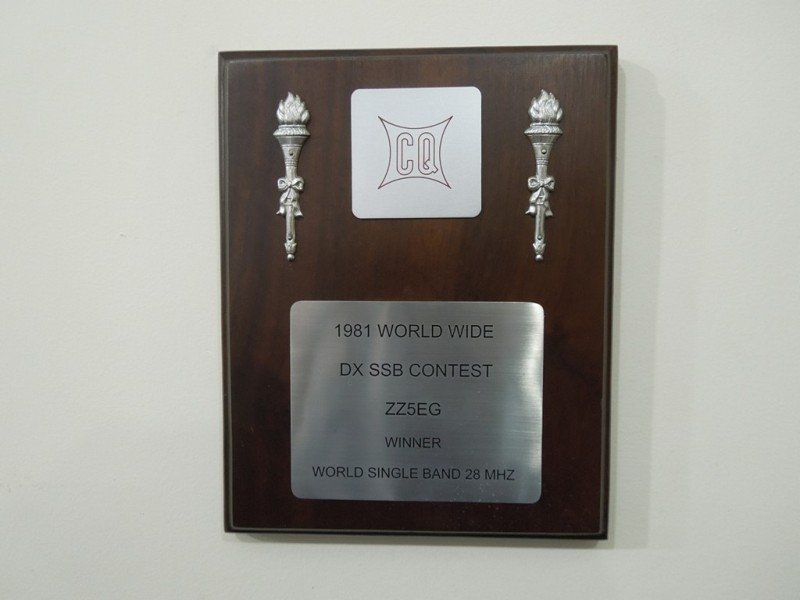 CQ
1981 WORLD WIDE
DX SSB CONTEST
ZZ5EG
WINNER
WORLD SINGLE BAND 28 MHZ